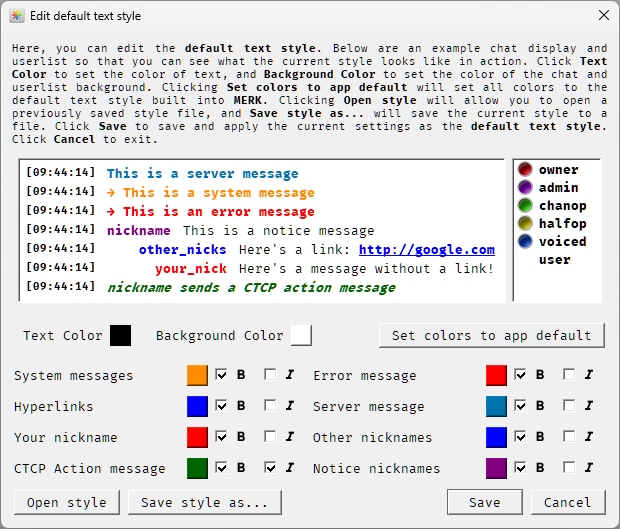 Edit default text style
Here, you can edit the default text style. Below are an example chat display and
userlist so that you can see what the current style looks like in action. Click Text
Color to set the color of text, and Background Color to set the color of the chat and
userlist background. Clicking Set colors to app default will set all colors to the
default text style built into MERK. Clicking Open style will allow you to open a
previously saved style file, and Save style as... will save the current style to a
file. Click Save to save and apply the current settings as the default text style.
Click Cancel to exit.
[09:44:14] This is a server message
[09:44:14] → This is a system message
[09:44:14] → This is an error message
[09:44:14] nickname This is a notice message
[09:44:14] other_nicks Here's a link: http://google.com
[09:44:14] your_nick Here's a message without a link!
[09:44:14] nickname sends a CTCP action message
owner
admin
chanop
halfop
voiced
user
Text Color Background Color Set colors to app default
System messages B I Error message B I
Hyperlinks B I Server message B I
Your nickname B I Other nicknames B I
CTCP Action message B I Notice nicknames B I
Open style Save style as... Save Cancel